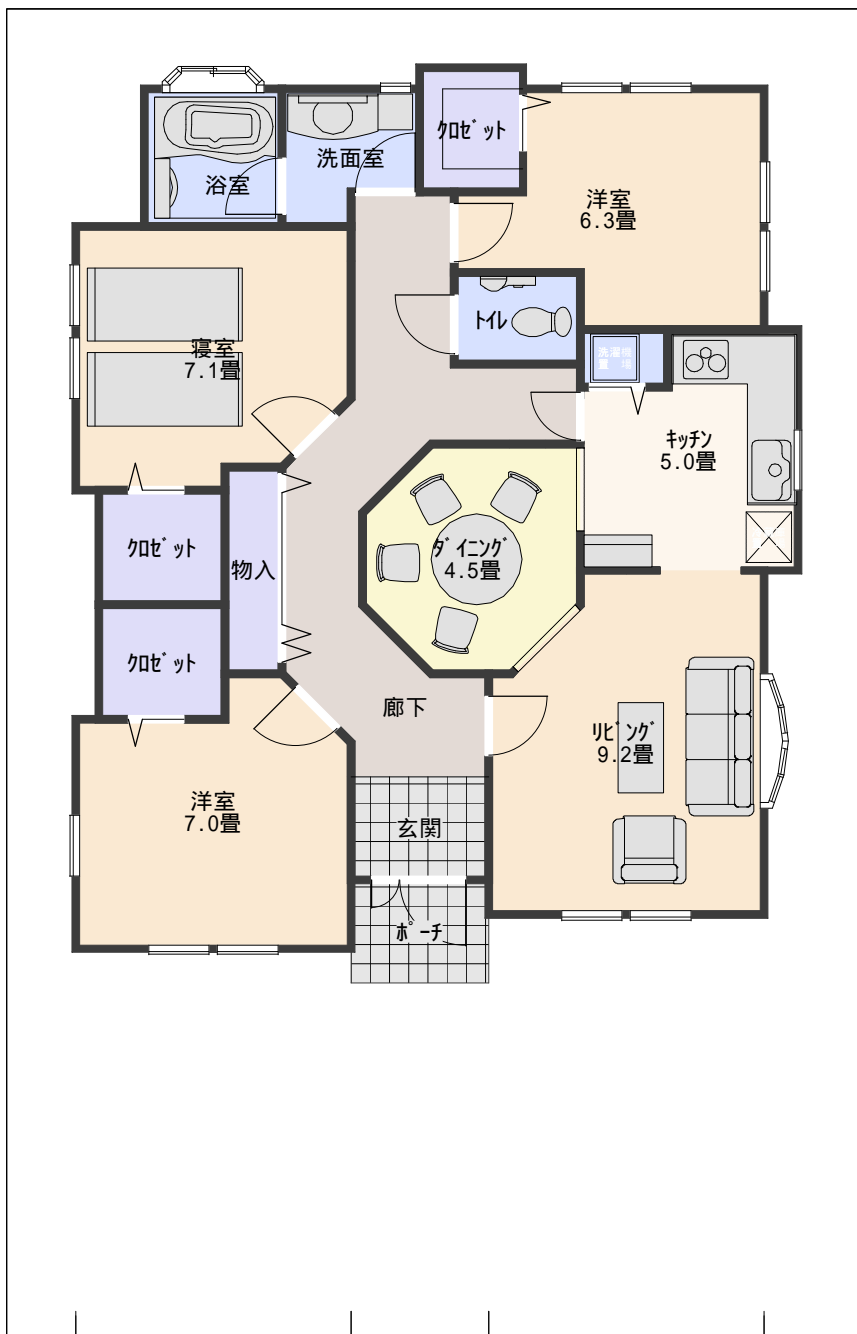 クロゼット
洗面室
浴室
洋室
6.3畳
トイレ
寝室
7.1畳
洗濯機
置 場
キッチン
5.0畳
クロゼット
物入
ダイニング
4.5畳
クロゼット
廊下
リビング
9.2畳
洋室
7.0畳
玄関
ポーチ